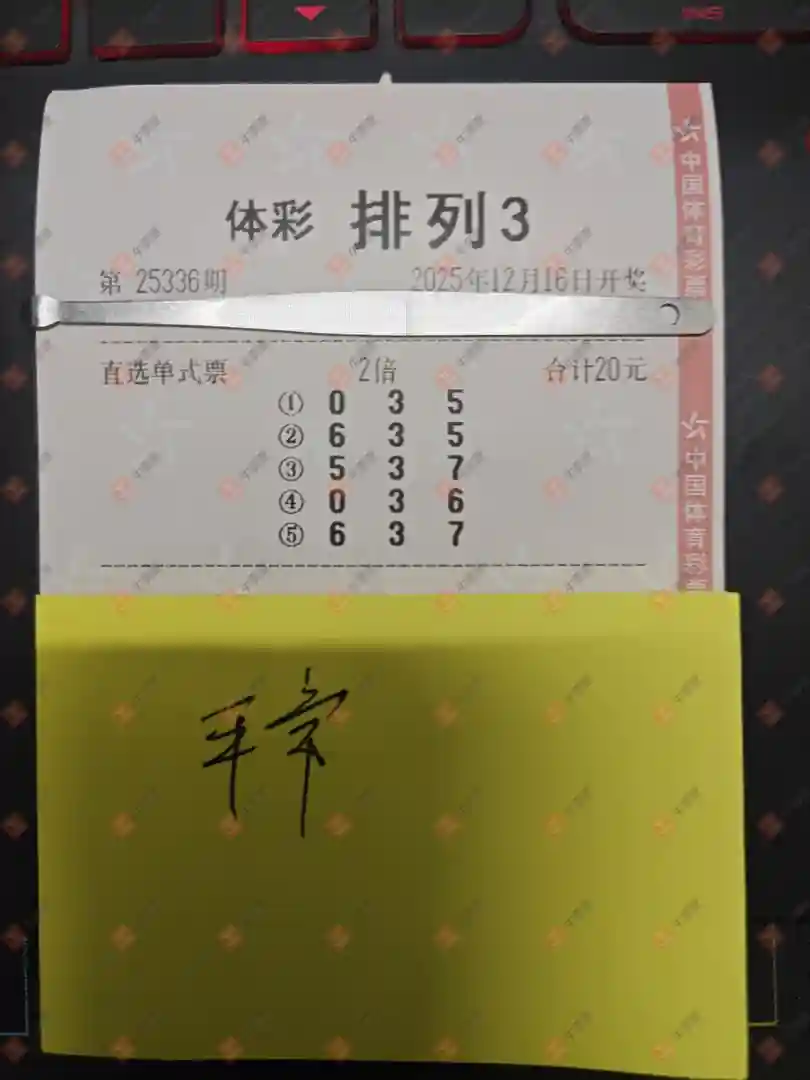 体彩 排列3
第 25336期 2025年12月16日开奖
直选单式票 2倍 合计20元
① 0 3 5
② 6 3 5
③ 5 3 7
④ 0 3 6
⑤ 6 3 7
中国体育彩票
中国体育彩票
平常